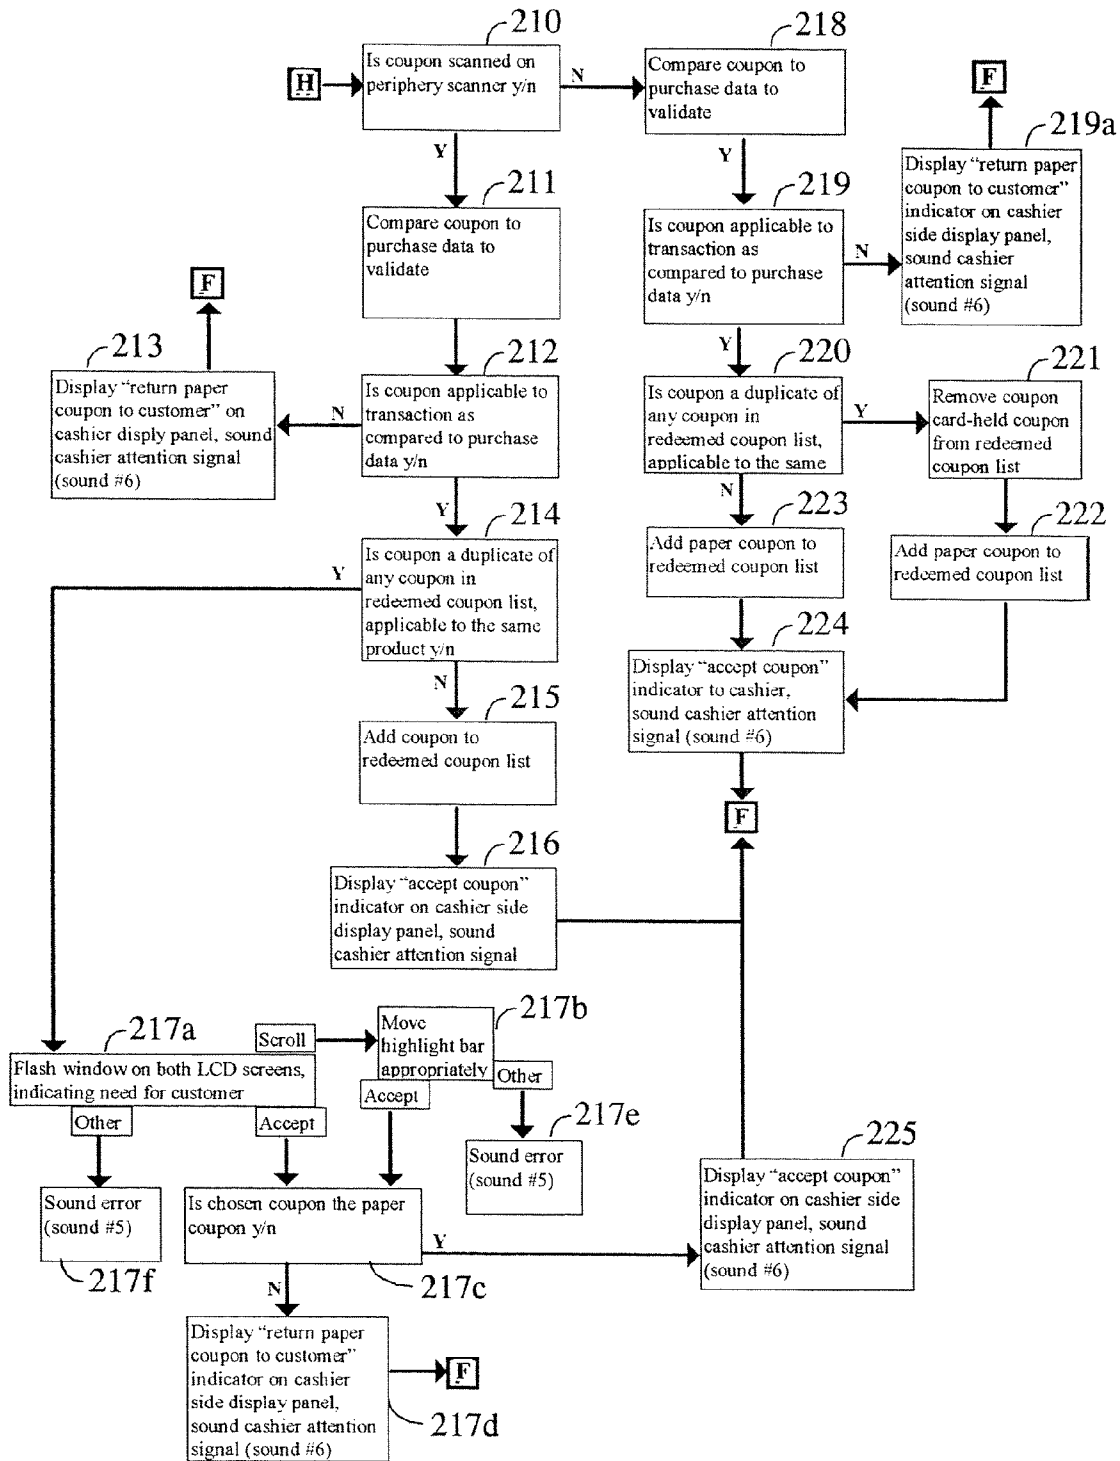 210
218
H
Is coupon scanned on
periphery scanner y/n
N
Compare coupon to
purchase data to
validate
F
219a
Y
Y
Display "return paper
coupon to customer"
indicator on cashier
side display panel,
sound cashier
attention signal
(sound #6)
211
219
Compare coupon to
purchase data to
validate
Is coupon applicable to
transaction as
compared to purchase
data y/n
N
F
213
212
Y
220
221
Display "return paper
coupon to customer" on
cashier disply panel, sound
cashier attention signal
(sound #6)
N
Is coupon applicable to
transaction as
compared to purchase
data y/n
Is coupon a duplicate of
any coupon in
redeemed coupon list,
applicable to the same
Y
Remove coupon
card-held coupon
from redeemed
coupon list
Y
214
N
223
222
Y
Is coupon a duplicate of
any coupon in
redeemed coupon list,
applicable to the same
product y/n
Add paper coupon to
redeemed coupon list
Add paper coupon to
redeemed coupon list
224
N
215
Display "accept coupon"
indicator to cashier,
sound cashier attention
signal (sound #6)
Add coupon to
redeemed coupon list
F
216
Display "accept coupon"
indicator on cashier side
display panel, sound
cashier attention signal
217a
Scroll
217b
Move
highlight bar
appropriately
Flash window on both LCD screens,
indicating need for customer
Other
Accept
Other
Accept
217e
225
Sound error
(sound #5)
Sound error
(sound #5)
Is chosen coupon the paper
coupon y/n
Y
Display "accept coupon"
indicator on cashier side
display panel, sound
cashier attention signal
(sound #6)
217f
N
217c
Display "return paper
coupon to customer"
indicator on cashier
side display panel,
sound cashier attention
signal (sound #6)
F
217d